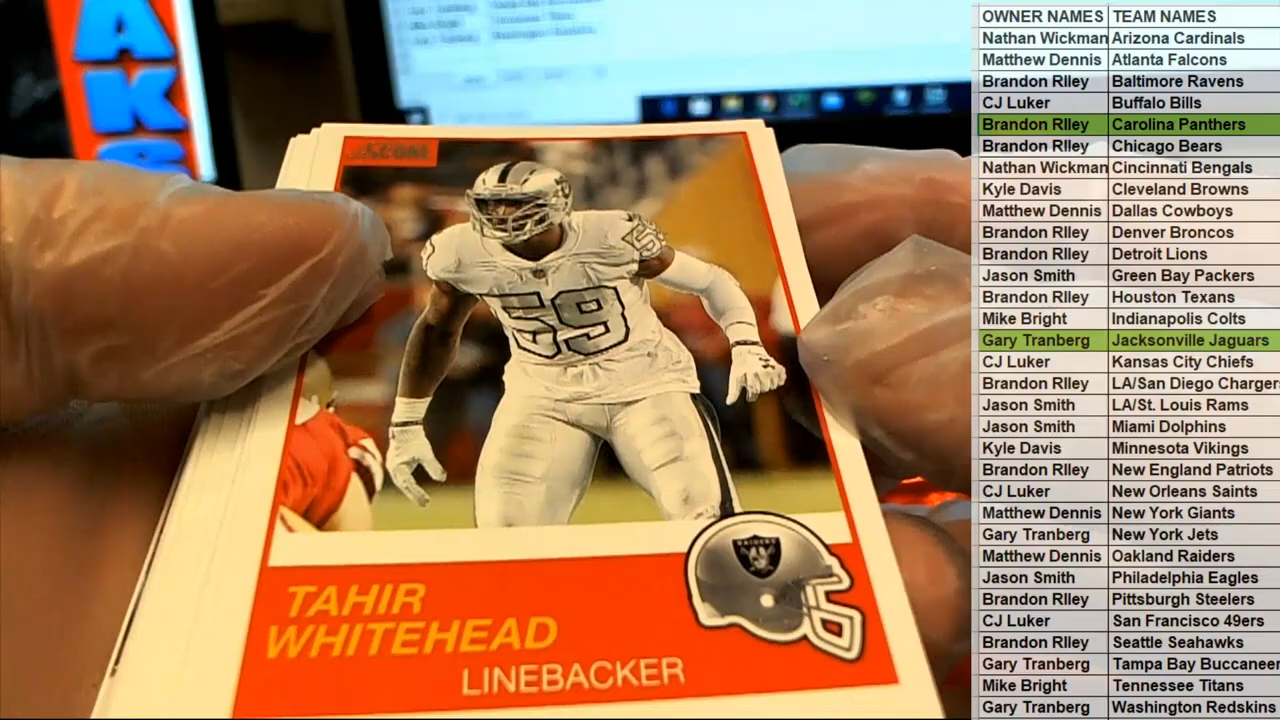 AK
SCORE
59
59
RAIDERS
TAHIR
WHITEHEAD
LINEBACKER
OWNER NAMES TEAM NAMES
Nathan Wickman Arizona Cardinals
Matthew Dennis Atlanta Falcons
Brandon RIley Baltimore Ravens
CJ Luker Buffalo Bills
Brandon RIley Carolina Panthers
Brandon RIley Chicago Bears
Nathan Wickman Cincinnati Bengals
Kyle Davis Cleveland Browns
Matthew Dennis Dallas Cowboys
Brandon RIley Denver Broncos
Brandon RIley Detroit Lions
Jason Smith Green Bay Packers
Brandon RIley Houston Texans
Mike Bright Indianapolis Colts
Gary Tranberg Jacksonville Jaguars
CJ Luker Kansas City Chiefs
Brandon RIley LA/San Diego Charger
Jason Smith LA/St. Louis Rams
Jason Smith Miami Dolphins
Kyle Davis Minnesota Vikings
Brandon RIley New England Patriots
CJ Luker New Orleans Saints
Matthew Dennis New York Giants
Gary Tranberg New York Jets
Matthew Dennis Oakland Raiders
Jason Smith Philadelphia Eagles
Brandon RIley Pittsburgh Steelers
CJ Luker San Francisco 49ers
Brandon RIley Seattle Seahawks
Gary Tranberg Tampa Bay Buccaneer
Mike Bright Tennessee Titans
Gary Tranberg Washington Redskins